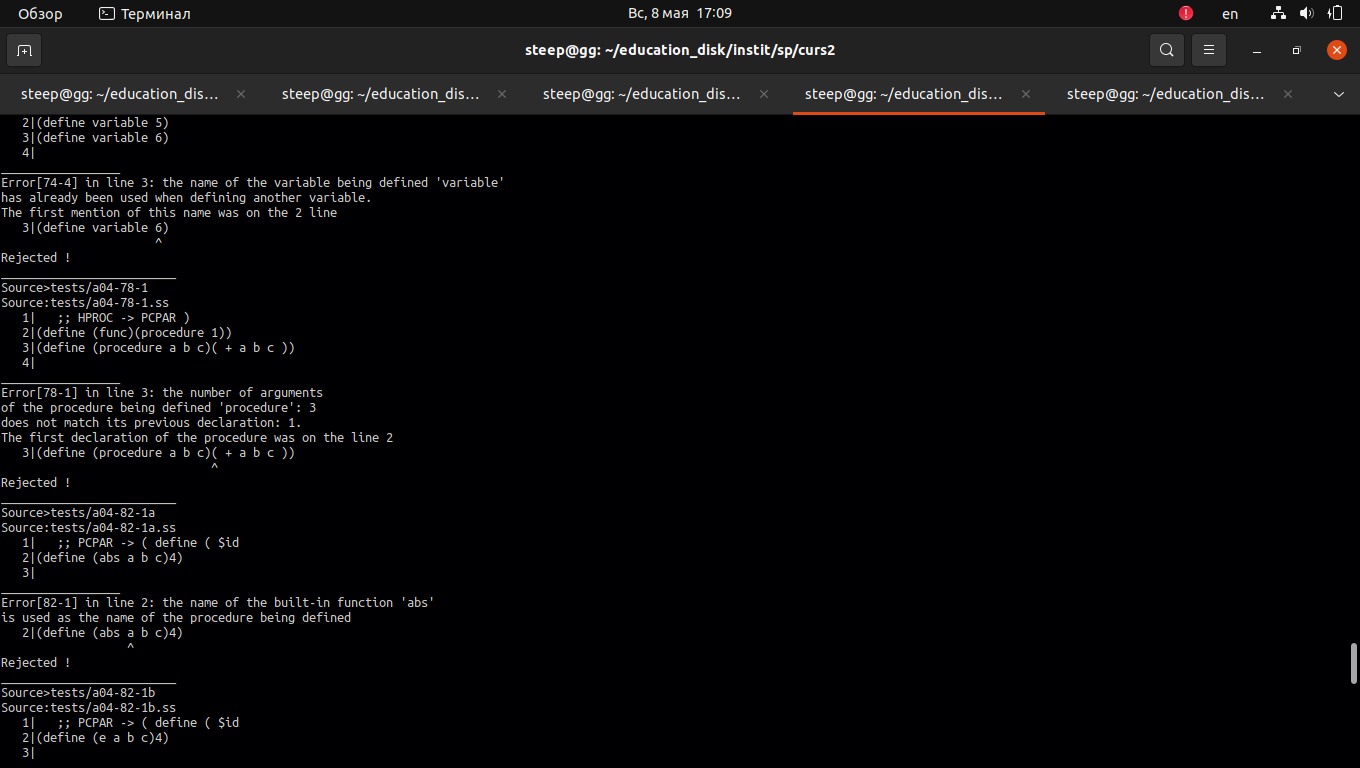 Обзор Терминал Вс, 8 мая 17:09 en
steep@gg: ~/education_disk/instit/sp/curs2
steep@gg: ~/education_dis… steep@gg: ~/education_dis… steep@gg: ~/education_dis… steep@gg: ~/education_dis… steep@gg: ~/education_dis…
   2|(define variable 5)
   3|(define variable 6)
   4|
_________________
Error[74-4] in line 3: the name of the variable being defined 'variable'
has already been used when defining another variable.
The first mention of this name was on the 2 line
   3|(define variable 6)
                      ^
Rejected !
_________________________
Source>tests/a04-78-1
Source:tests/a04-78-1.ss
   1|   ;; HPROC -> PCPAR )
   2|(define (func)(procedure 1))
   3|(define (procedure a b c)( + a b c ))
   4|
_________________
Error[78-1] in line 3: the number of arguments
of the procedure being defined 'procedure': 3
does not match its previous declaration: 1.
The first declaration of the procedure was on the line 2
   3|(define (procedure a b c)( + a b c ))
                              ^
Rejected !
_________________________
Source>tests/a04-82-1a
Source:tests/a04-82-1a.ss
   1|   ;; PCPAR -> ( define ( $id
   2|(define (abs a b c)4)
   3|
_________________
Error[82-1] in line 2: the name of the built-in function 'abs'
is used as the name of the procedure being defined
   2|(define (abs a b c)4)
                  ^
Rejected !
_________________________
Source>tests/a04-82-1b
Source:tests/a04-82-1b.ss
   1|   ;; PCPAR -> ( define ( $id
   2|(define (e a b c)4)
   3|